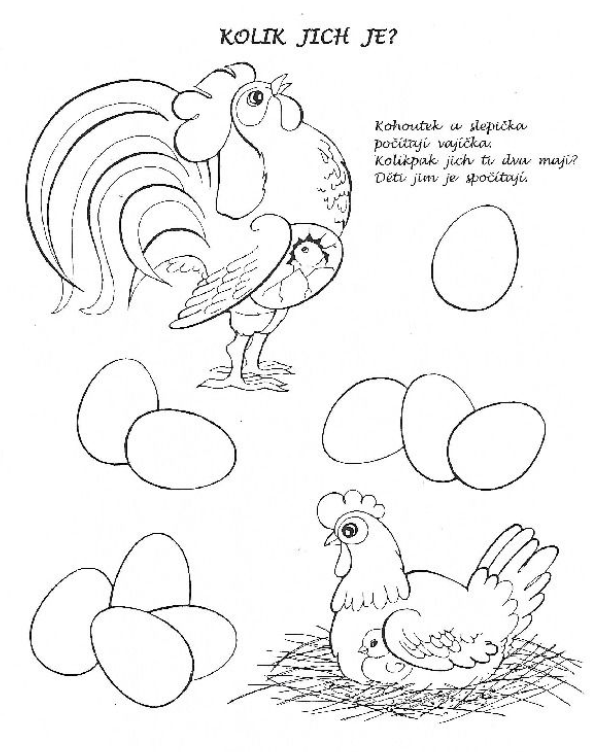 KOLIK JICH JE?
Kohoutek a slepička
počítají vajíčka.
Kolikpak jich ti dva mají?
Děti jim je spočítají.